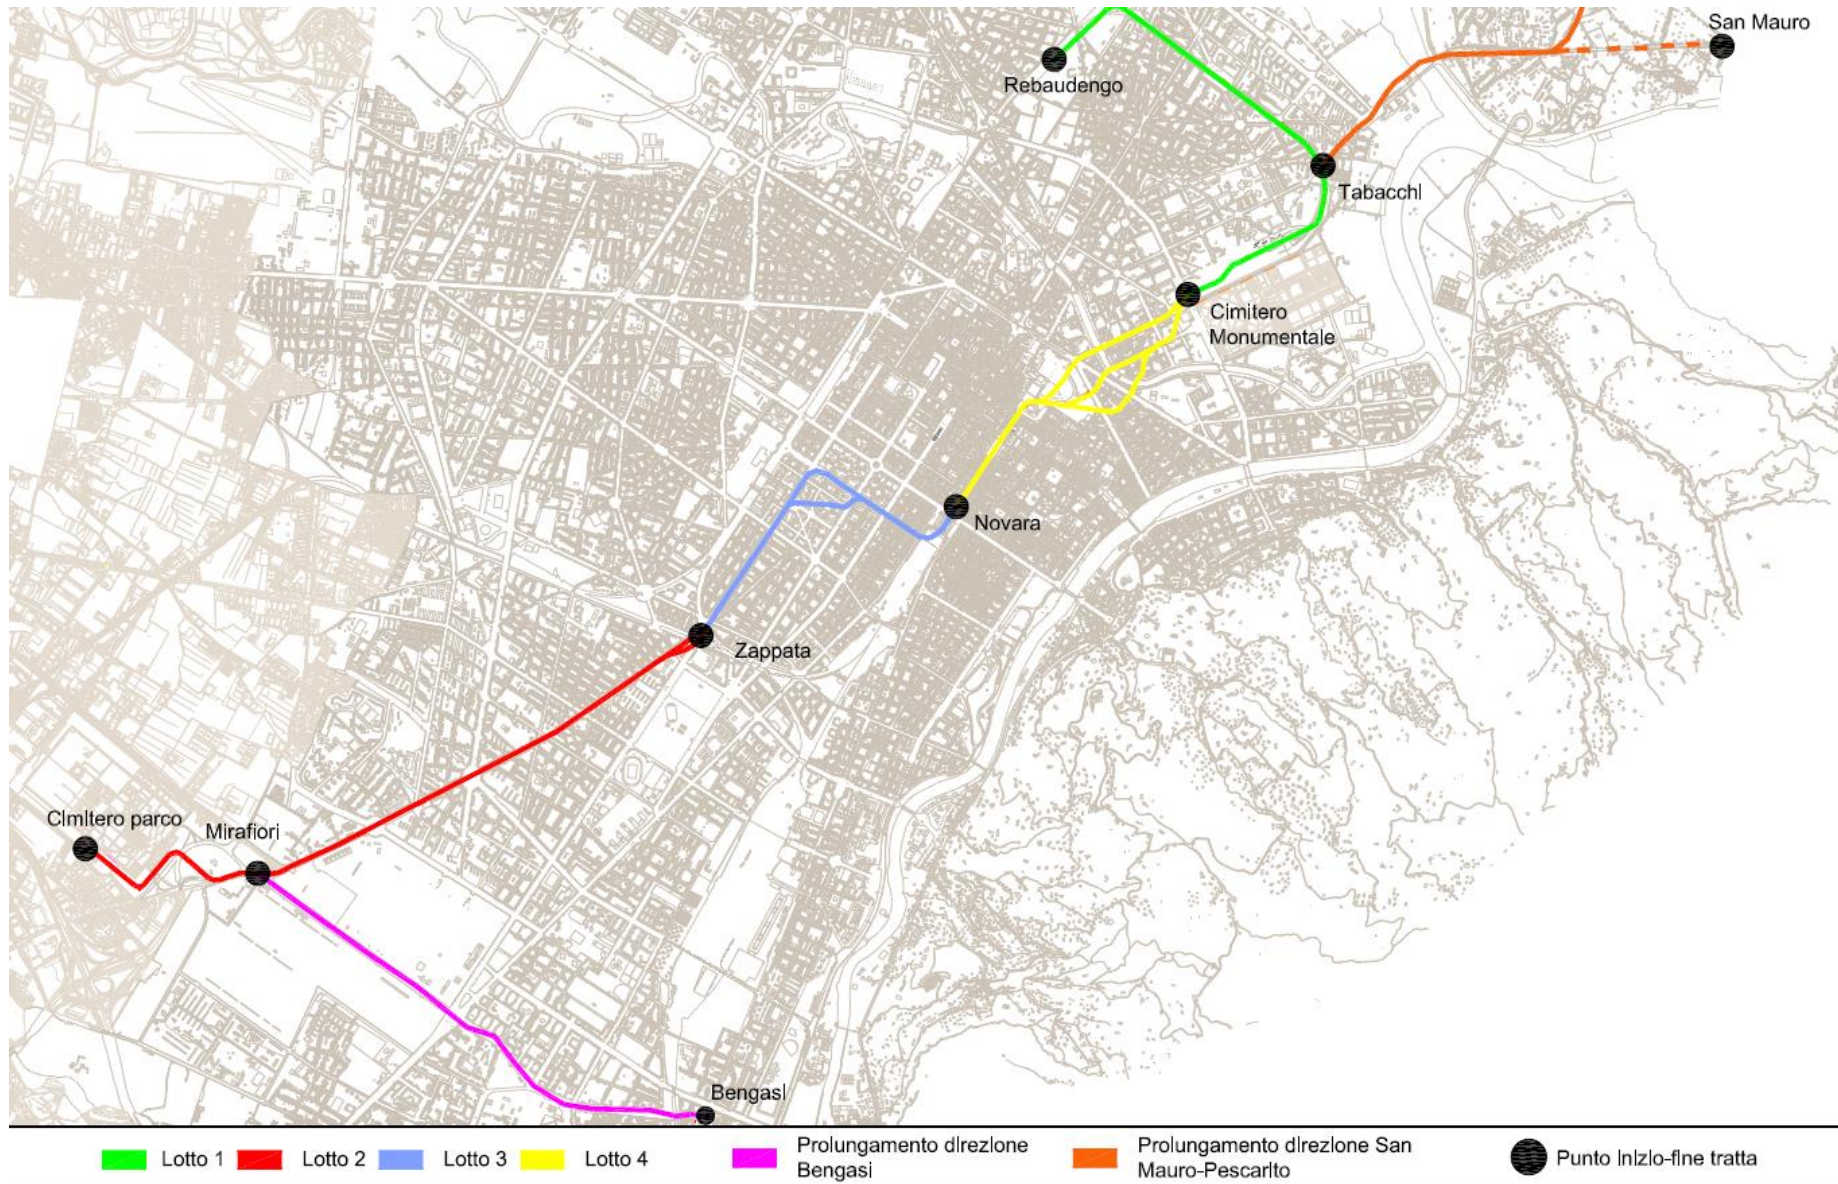 San Mauro
Rebaudengo
Tabacchi
Cimitero
Monumentale
Novara
Zappata
Cimitero parco
Mirafiori
Bengasi
Lotto 1
Lotto 2
Lotto 3
Lotto 4
Prolungamento direzione
Bengasi
Prolungamento direzione San
Mauro-Pescarito
Punto inizio-fine tratta